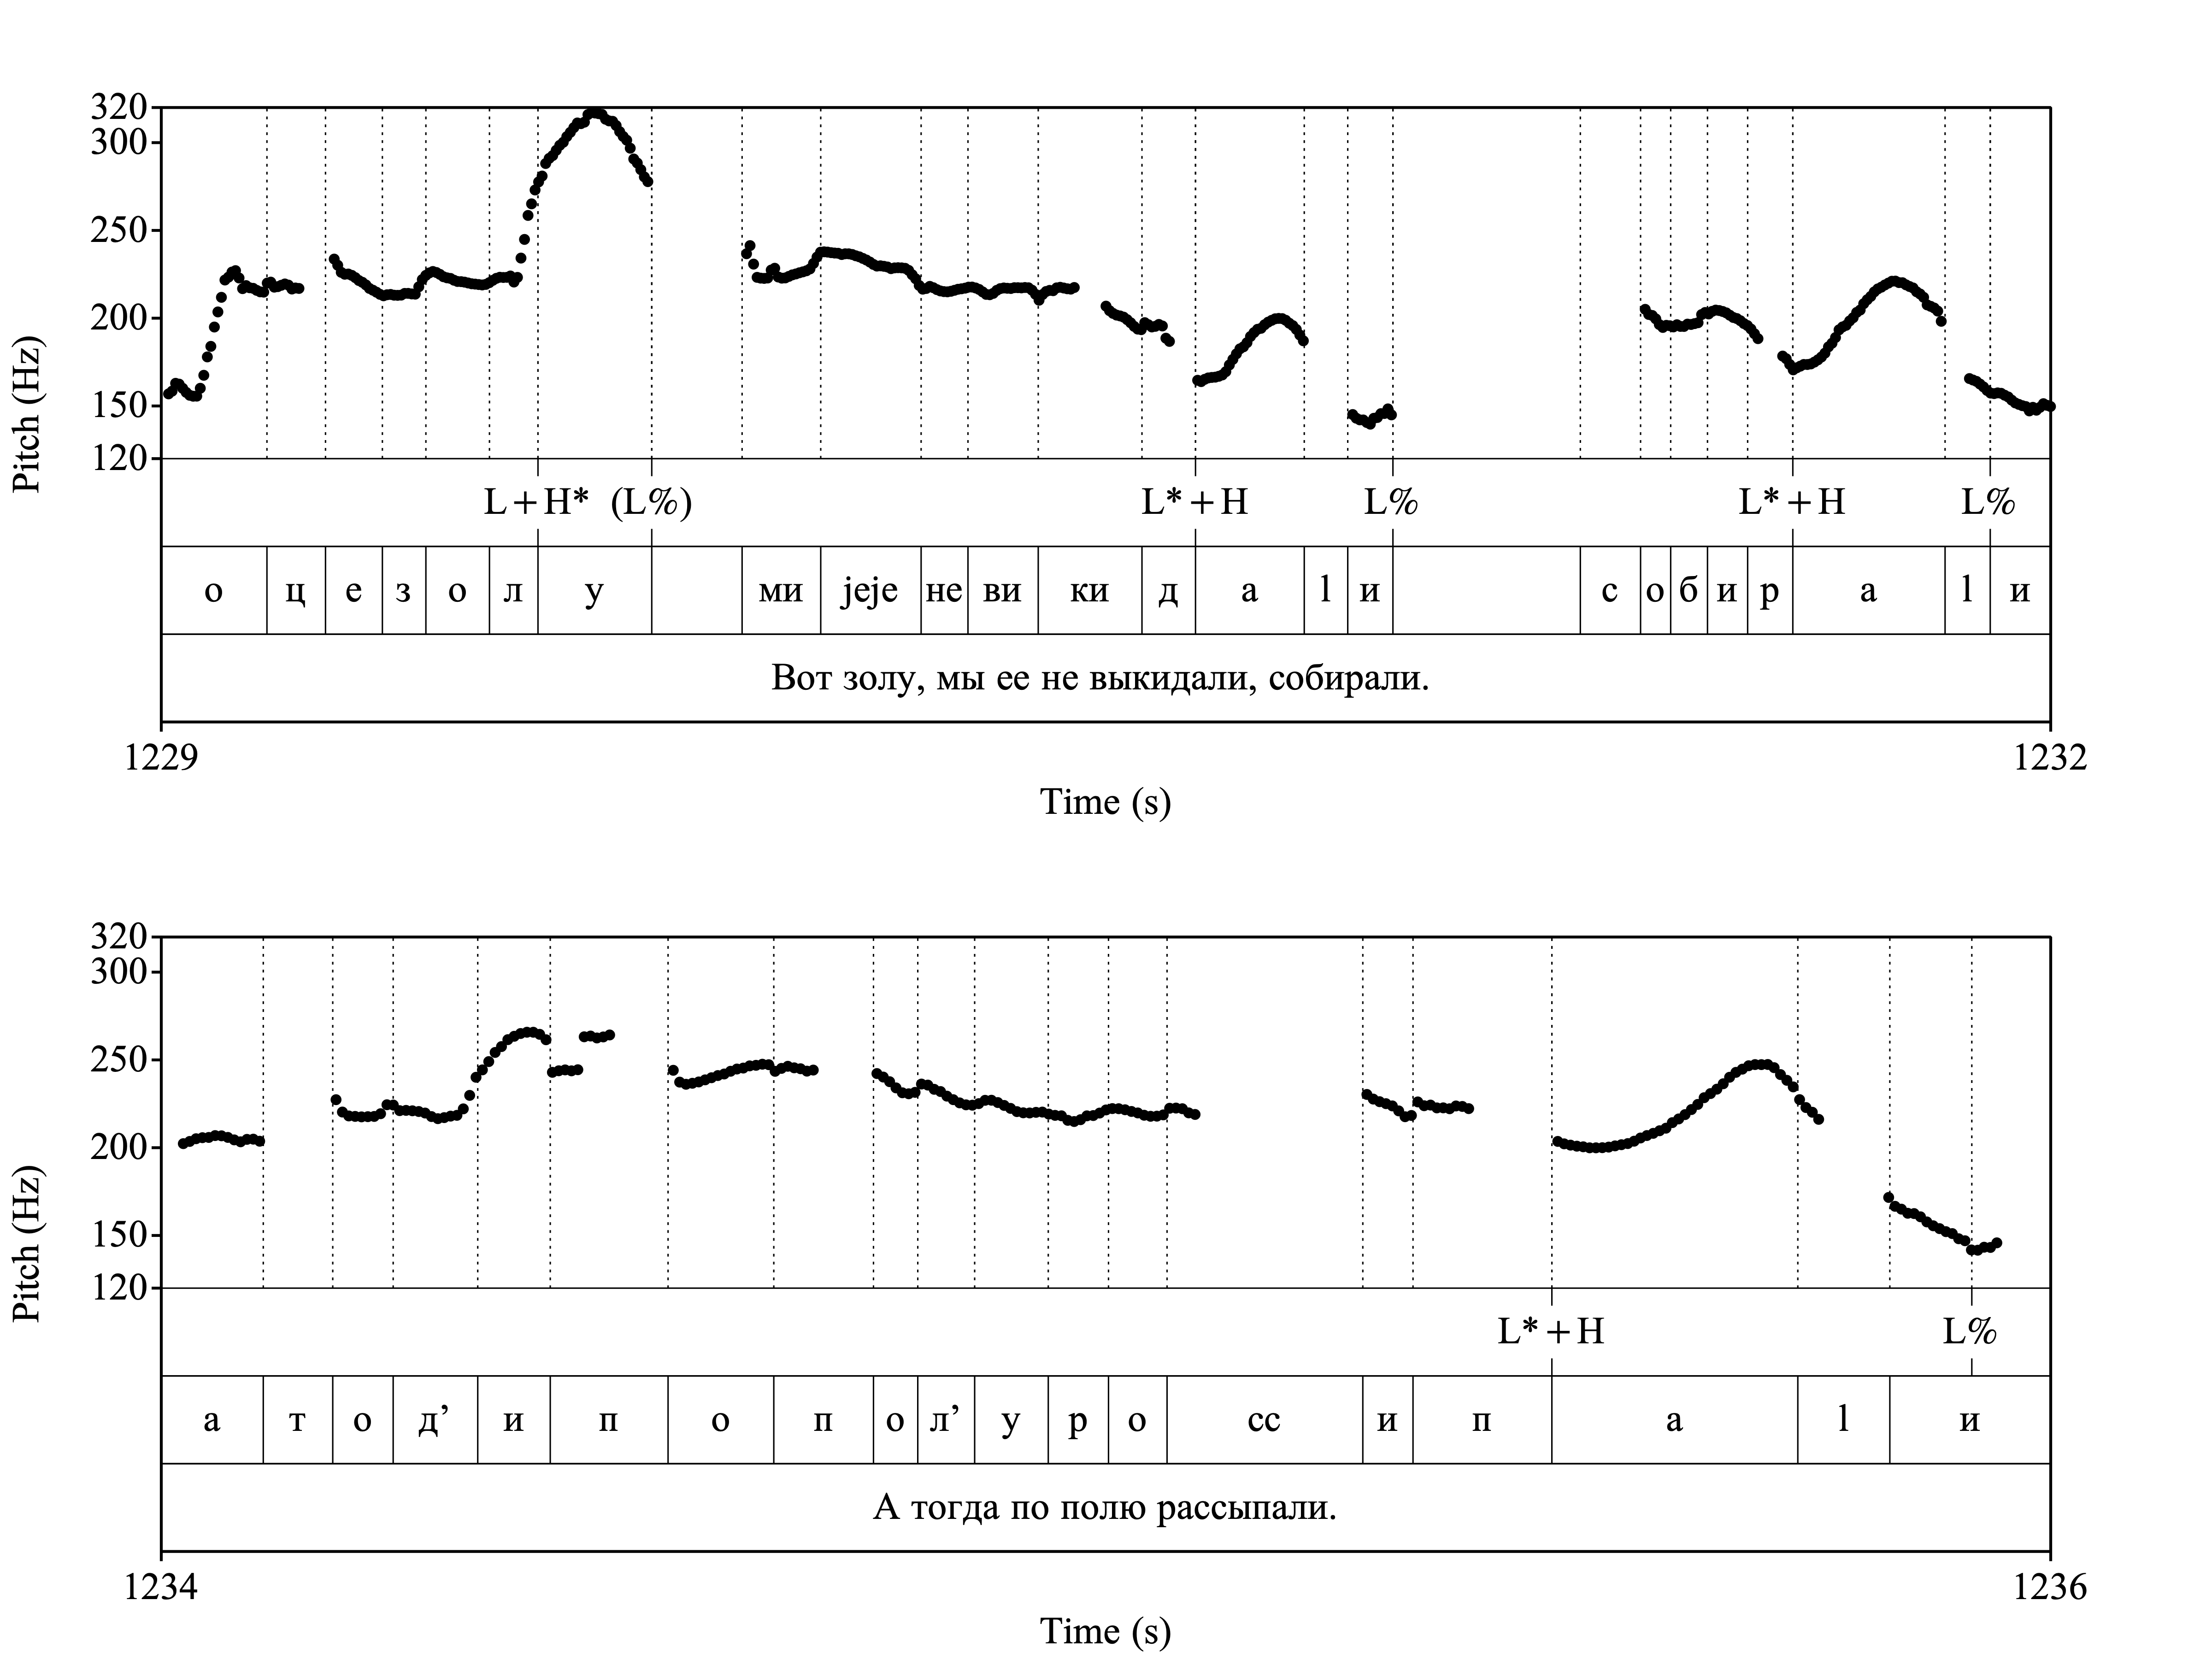 320
300
250
200
150
120
Pitch (Hz)
L+H* (L%) L*+H L% L*+H L%
о ц е з о л у ми јеје не ви ки д а l и с о б и р а l и
Вот золу, мы ее не выкидали, собирали.
1229 1232
Time (s)
320
300
250
200
150
120
Pitch (Hz)
L*+H L%
а т о д’ и п о п о л’ у р о сс и п а l и
А тогда по полю рассыпали.
1234 1236
Time (s)